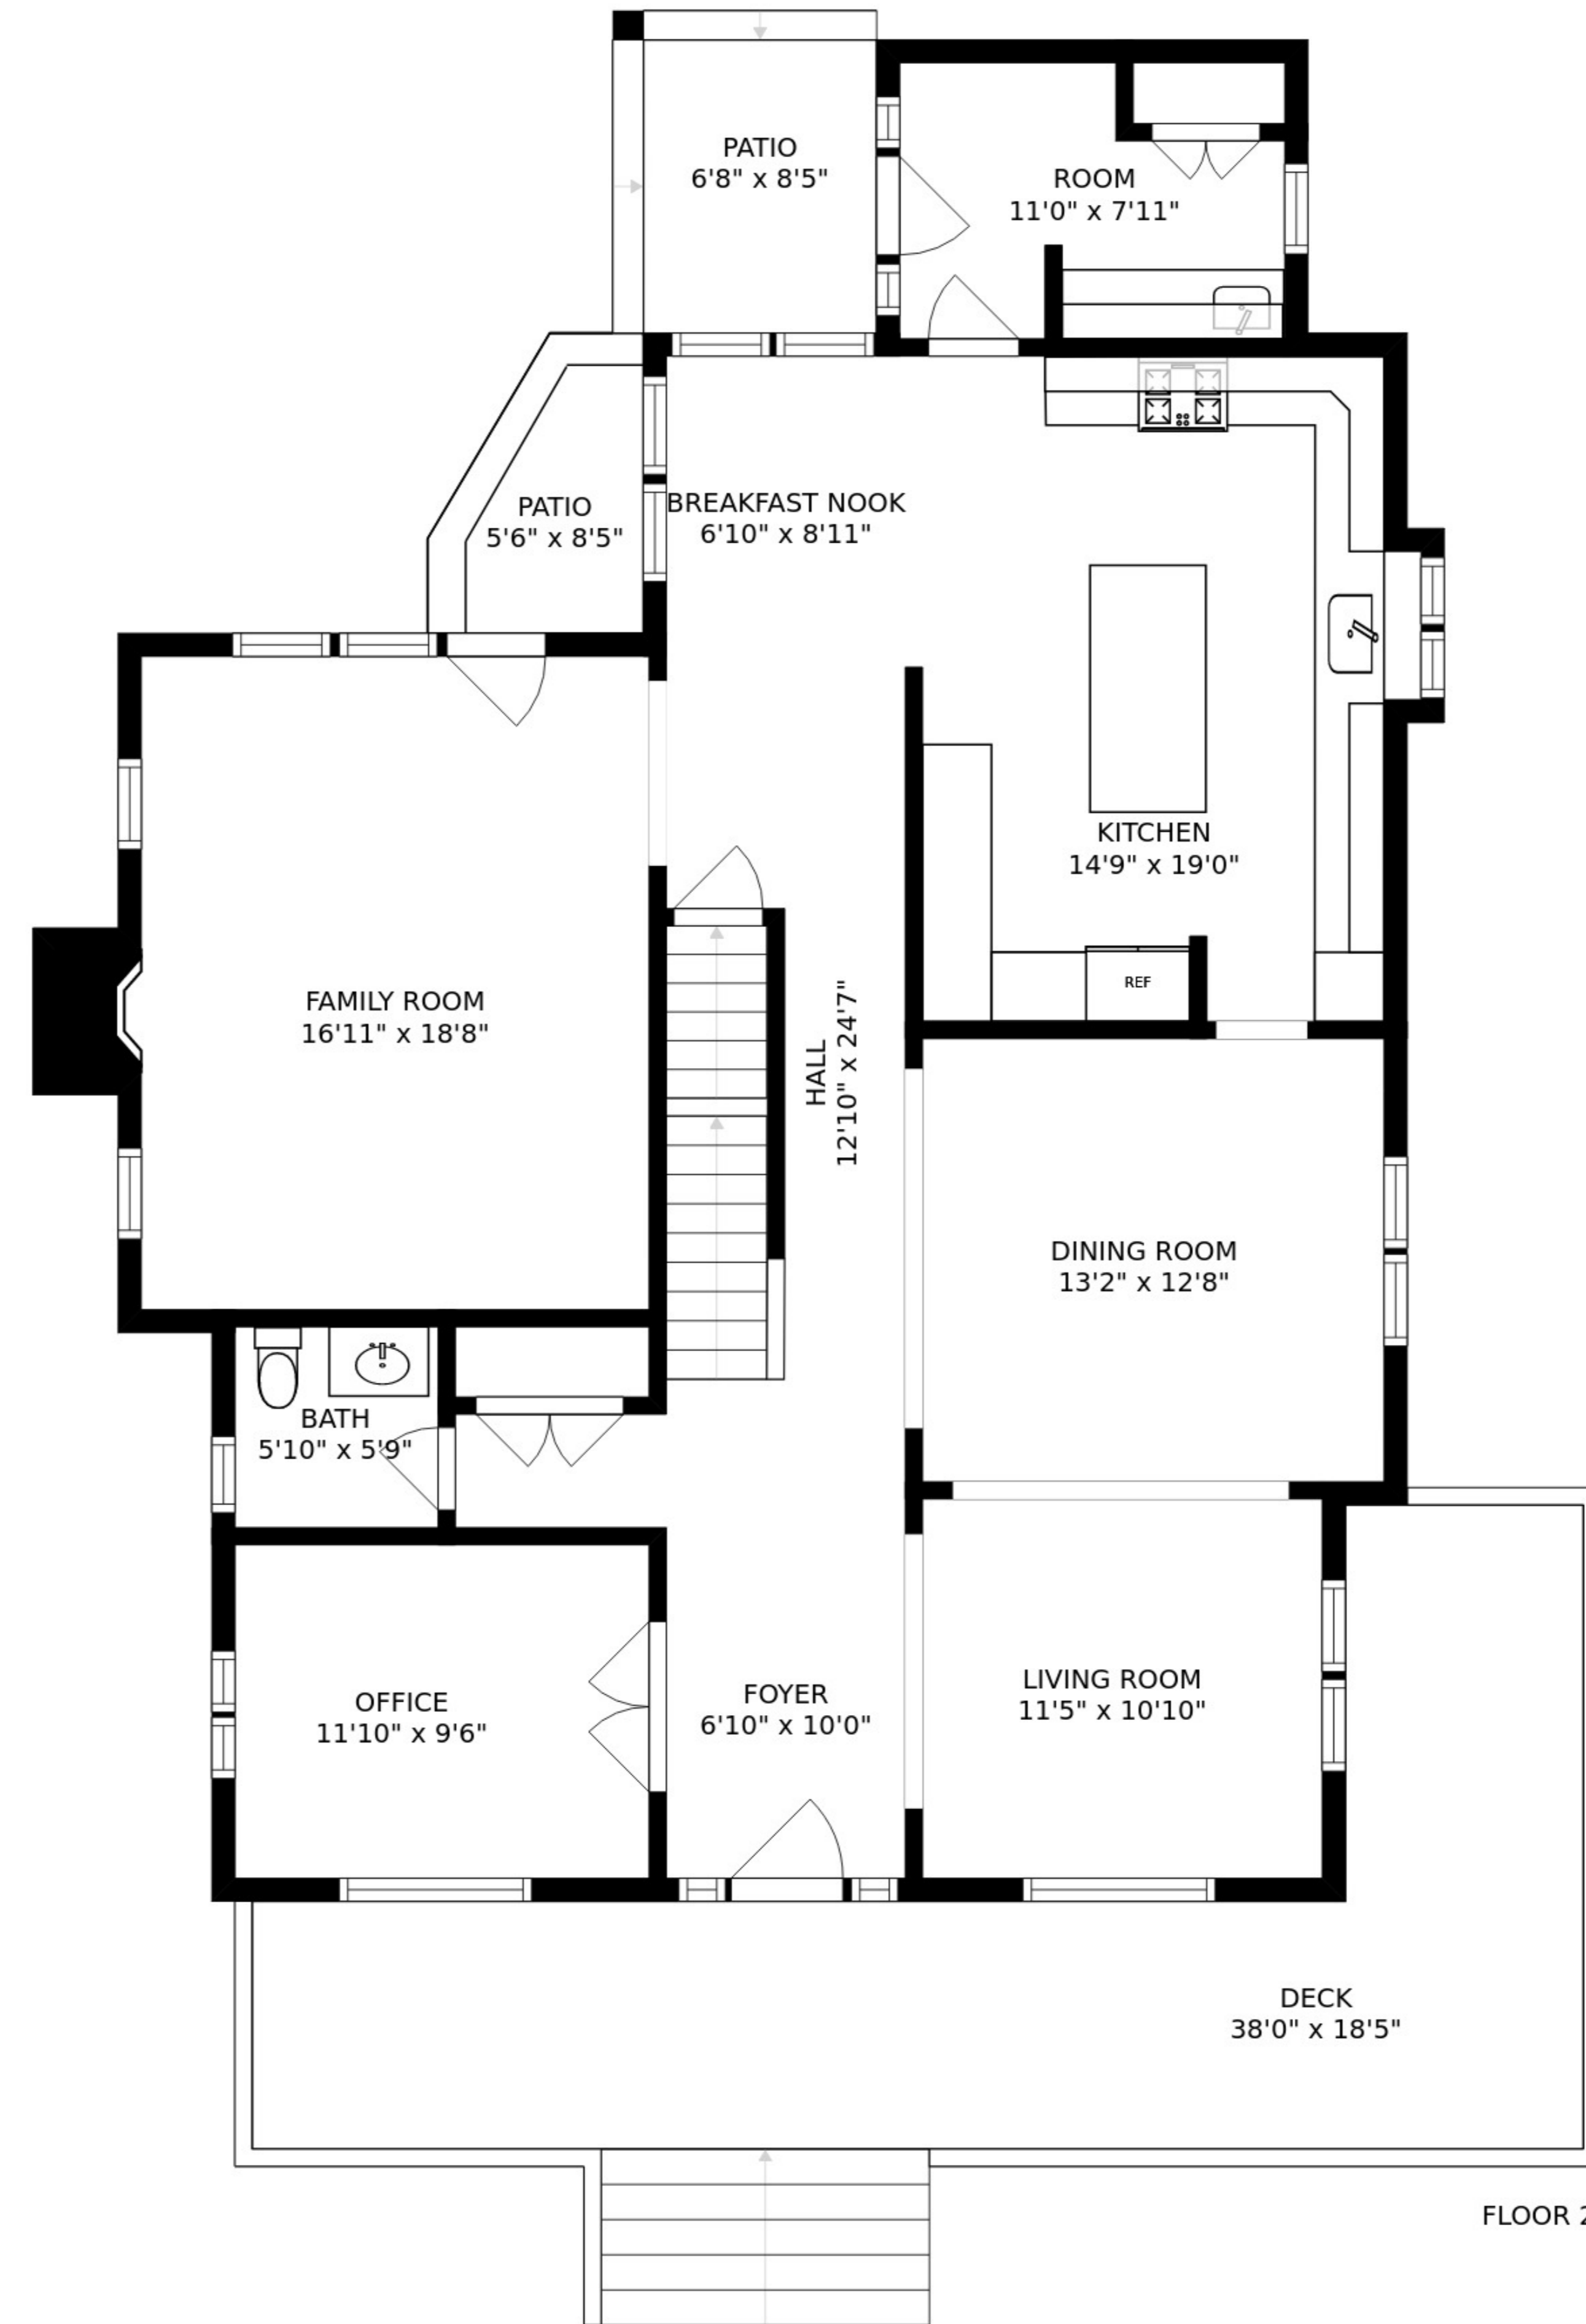 PATIO
6'8" x 8'5"
ROOM
11'0" x 7'11"
PATIO
5'6" x 8'5"
BREAKFAST NOOK
6'10" x 8'11"
KITCHEN
14'9" x 19'0"
REF
FAMILY ROOM
16'11" x 18'8"
HALL
12'10" x 24'7"
DINING ROOM
13'2" x 12'8"
BATH
5'10" x 5'9"
OFFICE
11'10" x 9'6"
FOYER
6'10" x 10'0"
LIVING ROOM
11'5" x 10'10"
DECK
38'0" x 18'5"
FLOOR 2